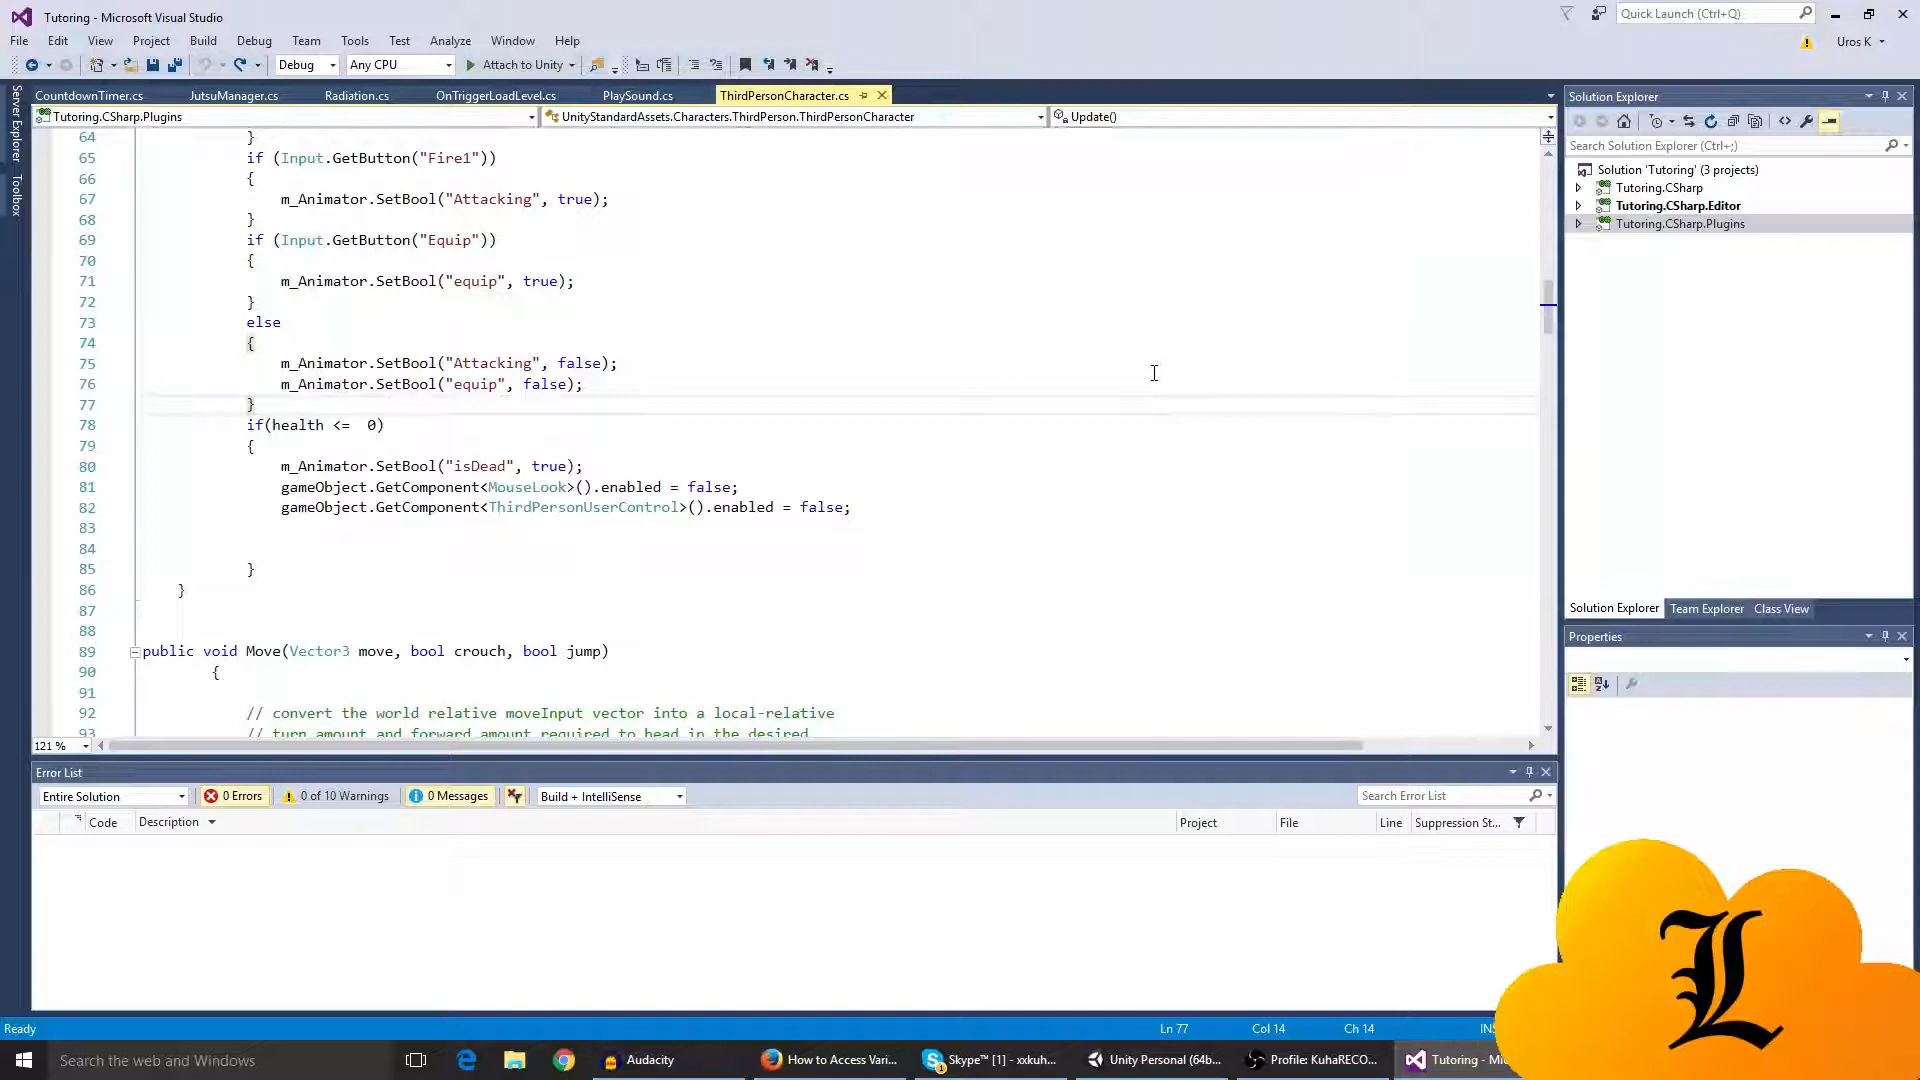 Tutoring - Microsoft Visual Studio
Quick Launch (Ctrl+Q)
File Edit View Project Build Debug Team Tools Test Analyze Window Help
Uros K
Debug Any CPU Attach to Unity
CountdownTimer.cs JutsuManager.cs Radiation.cs OnTriggerLoadLevel.cs PlaySound.cs ThirdPersonCharacter.cs
Server Explorer
Toolbox
Tutoring.CSharp.Plugins UnityStandardAssets.Characters.ThirdPerson.ThirdPersonCharacter Update()
64 }
65 if (Input.GetButton("Fire1"))
66 {
67 m_Animator.SetBool("Attacking", true);
68 }
69 if (Input.GetButton("Equip"))
70 {
71 m_Animator.SetBool("equip", true);
72 }
73 else
74 {
75 m_Animator.SetBool("Attacking", false);
76 m_Animator.SetBool("equip", false);
77 }
78 if(health <=  0)
79 {
80 m_Animator.SetBool("isDead", true);
81 gameObject.GetComponent<MouseLook>().enabled = false;
82 gameObject.GetComponent<ThirdPersonUserControl>().enabled = false;
83
84
85 }
86 }
87
88
89 public void Move(Vector3 move, bool crouch, bool jump)
90 {
91
92 // convert the world relative moveInput vector into a local-relative
93 // turn amount and forward amount required to head in the desired
121 %
Solution Explorer
Search Solution Explorer (Ctrl+;)
Solution 'Tutoring' (3 projects)
Tutoring.CSharp
Tutoring.CSharp.Editor
Tutoring.CSharp.Plugins
Solution Explorer Team Explorer Class View
Properties
Error List
Entire Solution 0 Errors 0 of 10 Warnings 0 Messages Build + IntelliSense Search Error List
Code Description Project File Line Suppression St...
L
Ready Ln 77 Col 14 Ch 14 INS
Search the web and Windows Audacity How to Access Vari... Skype™ [1] - xxkuh... Unity Personal (64b... Profile: KuhaRECO... Tutoring - Mi